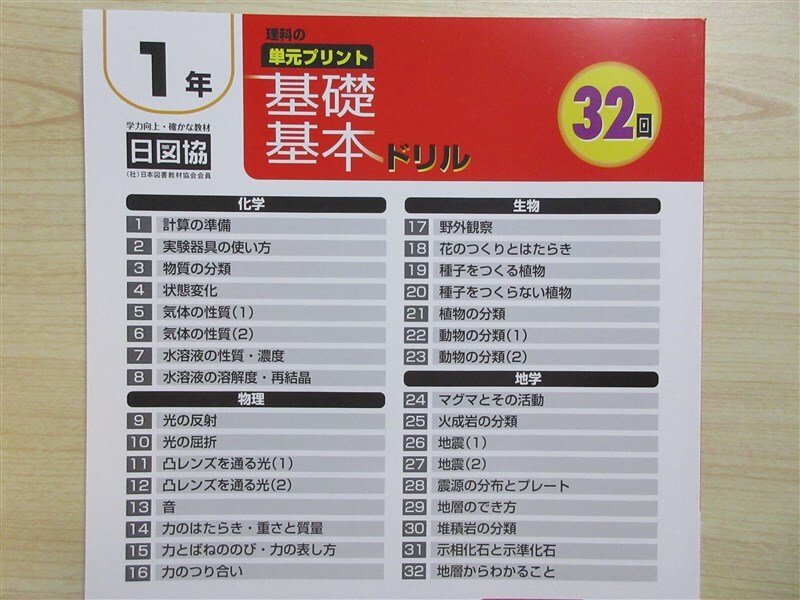 1年
学力向上・確かな教材
日図協
(社)日本図書教材協会会員
理科の
単元プリント
基礎
基本ドリル
32回
化学
1 計算の準備
2 実験器具の使い方
3 物質の分類
4 状態変化
5 気体の性質(1)
6 気体の性質(2)
7 水溶液の性質・濃度
8 水溶液の溶解度・再結晶
物理
9 光の反射
10 光の屈折
11 凸レンズを通る光(1)
12 凸レンズを通る光(2)
13 音
14 力のはたらき・重さと質量
15 力とばねののび・力の表し方
16 力のつり合い
生物
17 野外観察
18 花のつくりとはたらき
19 種子をつくる植物
20 種子をつくらない植物
21 植物の分類
22 動物の分類(1)
23 動物の分類(2)
地学
24 マグマとその活動
25 火成岩の分類
26 地震(1)
27 地震(2)
28 震源の分布とプレート
29 地層のでき方
30 堆積岩の分類
31 示相化石と示準化石
32 地層からわかること